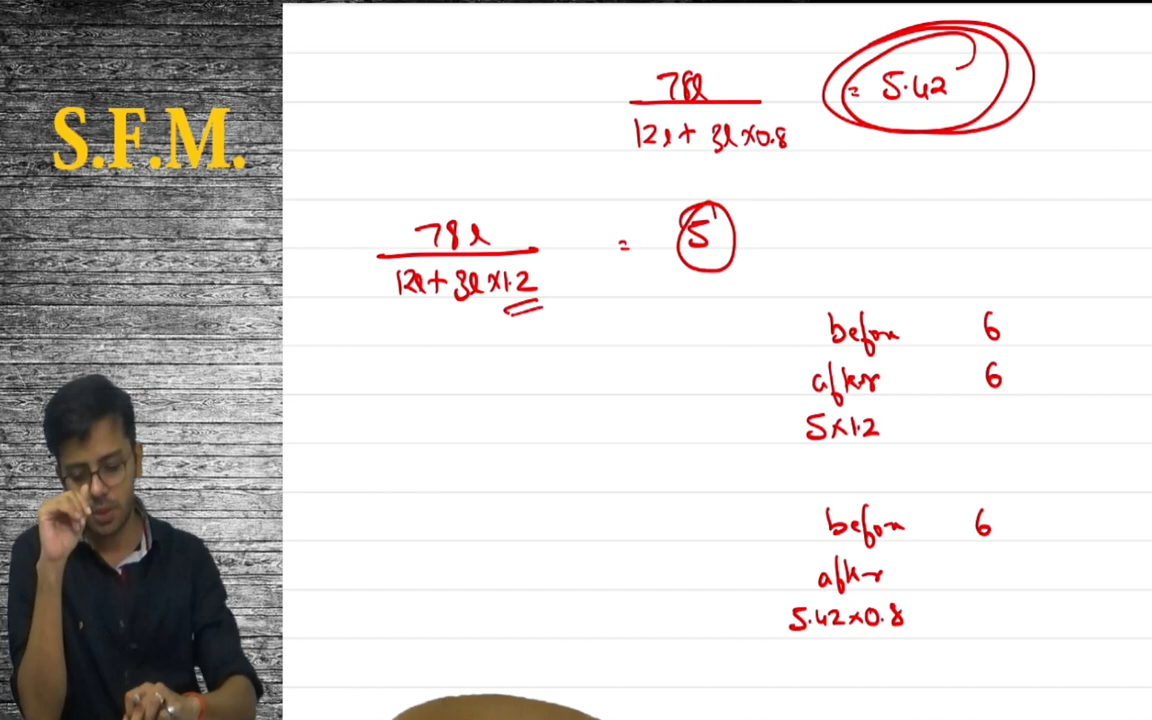 S.F.M.
78l
12l + 3l × 0.8
= 5.42
78l
12l + 3l × 1.2
= 5
before 6
after 6
5×1.2
before 6
after
5.42×0.8